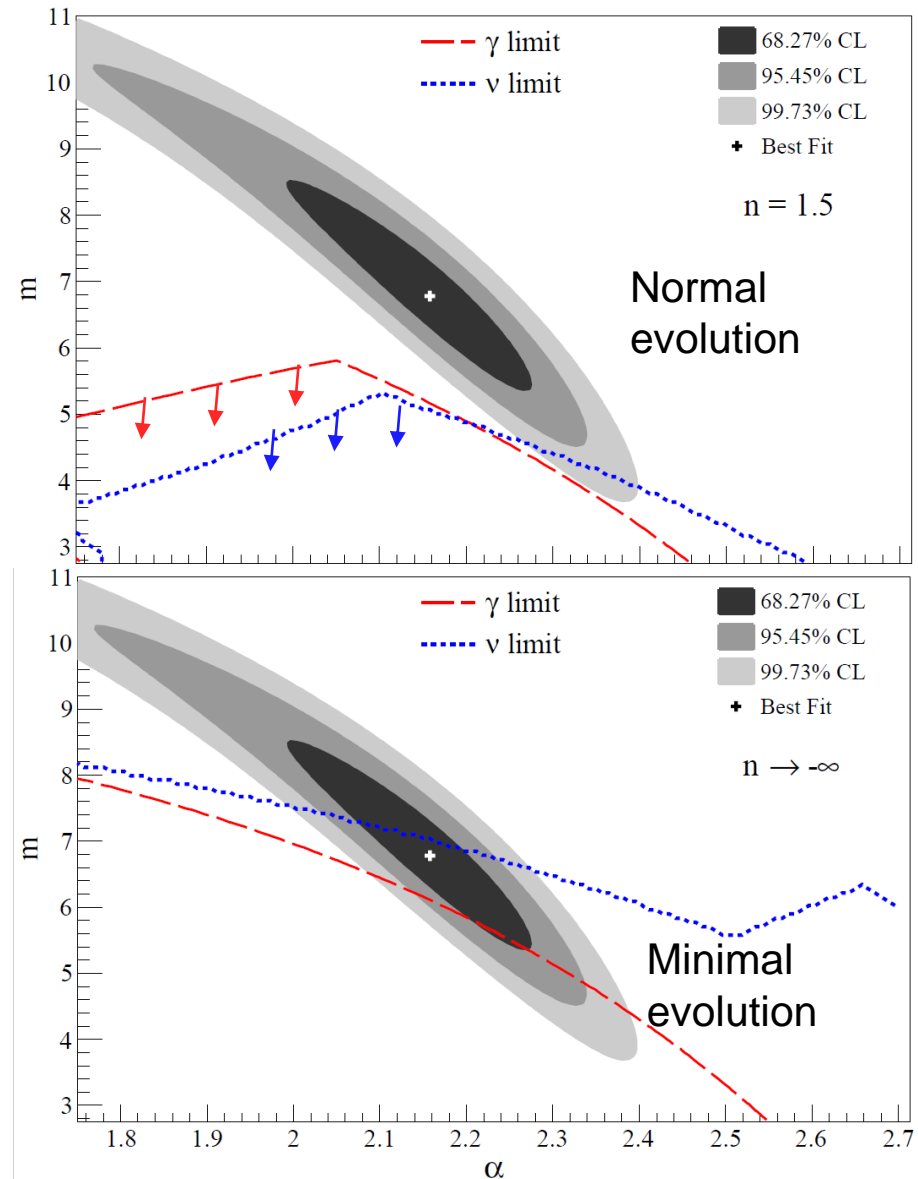 11
10
9
8
7
6
5
4
3
m
γ limit
ν limit
68.27% CL
95.45% CL
99.73% CL
Best Fit
n = 1.5
Normal
evolution
11
10
9
8
7
6
5
4
3
m
γ limit
ν limit
68.27% CL
95.45% CL
99.73% CL
Best Fit
n → -∞
Minimal
evolution
1.8 1.9 2 2.1 2.2 2.3 2.4 2.5 2.6 2.7
α